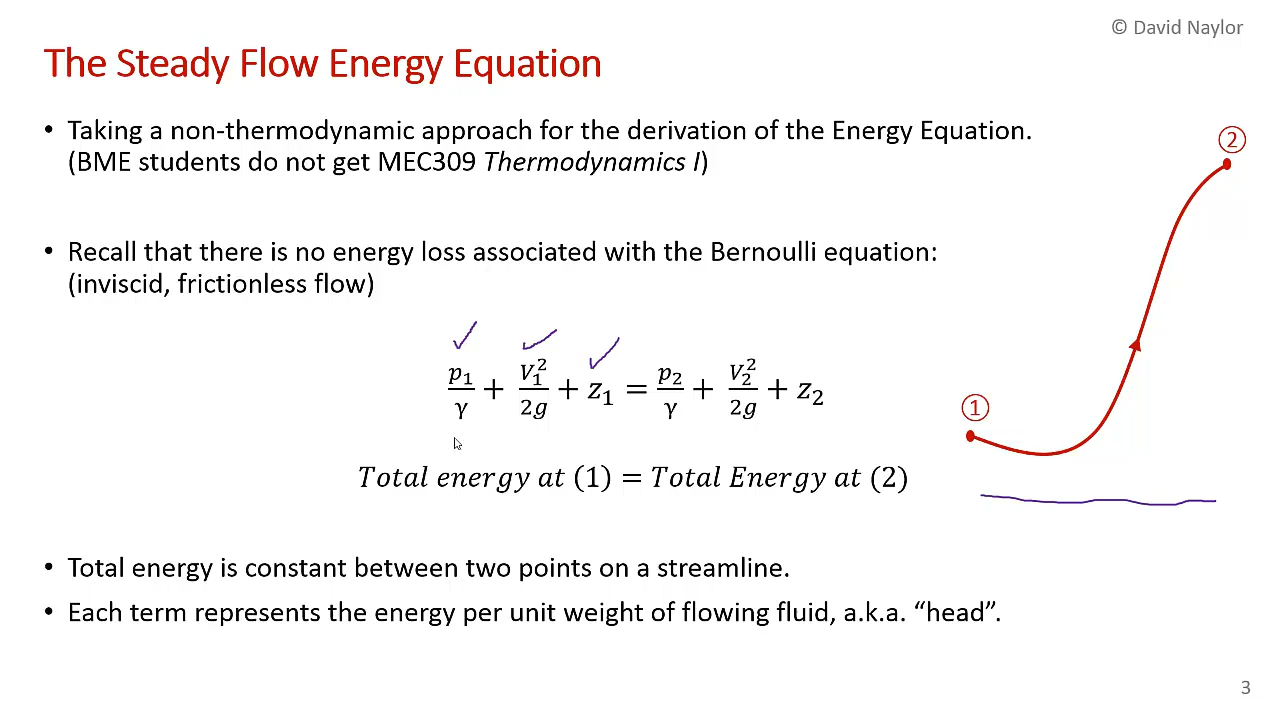 © David Naylor
The Steady Flow Energy Equation
• Taking a non-thermodynamic approach for the derivation of the Energy Equation.
(BME students do not get MEC309 Thermodynamics I)
②
• Recall that there is no energy loss associated with the Bernoulli equation:
(inviscid, frictionless flow)
p₁/γ + V₁²/2g + z₁ = p₂/γ + V₂²/2g + z₂
①
Total energy at (1) = Total Energy at (2)
• Total energy is constant between two points on a streamline.
• Each term represents the energy per unit weight of flowing fluid, a.k.a. “head”.
3